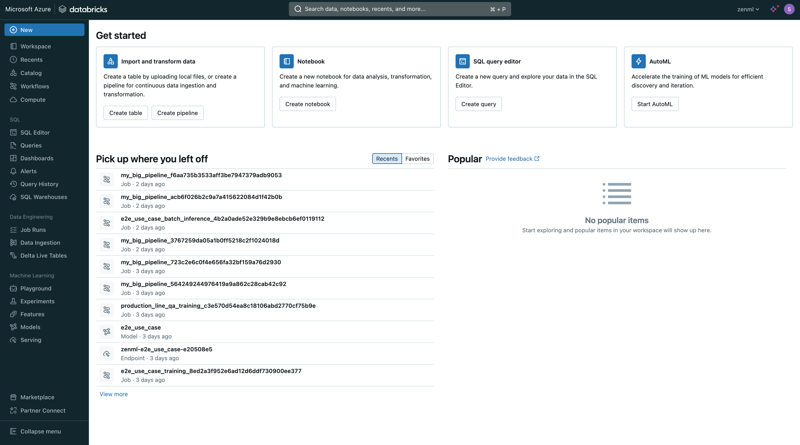 Microsoft Azure
databricks
Search data, notebooks, recents, and more...
⌘ + P
zenml
S
New
Workspace
Recents
Catalog
Workflows
Compute
SQL
SQL Editor
Queries
Dashboards
Alerts
Query History
SQL Warehouses
Data Engineering
Job Runs
Data Ingestion
Delta Live Tables
Machine Learning
Playground
Experiments
Features
Models
Serving
Marketplace
Partner Connect
Collapse menu
Get started
Import and transform data
Create a table by uploading local files, or create a
pipeline for continuous data ingestion and
transformation.
Create table
Create pipeline
Notebook
Create a new notebook for data analysis, transformation,
and machine learning.
Create notebook
SQL query editor
Create a new query and explore your data in the SQL
Editor.
Create query
AutoML
Accelerate the training of ML models for efficient
discovery and iteration.
Start AutoML
Pick up where you left off
Recents
Favorites
my_big_pipeline_f6aa735b3533aff3be7947379adb9053
Job · 2 days ago
my_big_pipeline_acb6f026b2c9a7a415622084d1f42b0b
Job · 2 days ago
e2e_use_case_batch_inference_4b2a0ade52e329b9e8ebcb6ef0119112
Job · 2 days ago
my_big_pipeline_3767259da05a1b0ff5218c2f1024018d
Job · 2 days ago
my_big_pipeline_723c2e6c0f4e656fa32bf159a76d2930
Job · 3 days ago
my_big_pipeline_564249244976419a9a862c28cab42c92
Job · 3 days ago
production_line_qa_training_c3e570d54ea8c18106abd2770cf75b9e
Job · 3 days ago
e2e_use_case
Model · 3 days ago
zenml-e2e_use_case-e20508e5
Endpoint · 3 days ago
e2e_use_case_training_8ed2a3f952e6ad12d6ddf730900ee377
Job · 3 days ago
View more
Popular
Provide feedback
No popular items
Start exploring and popular items in your workspace will show up here.